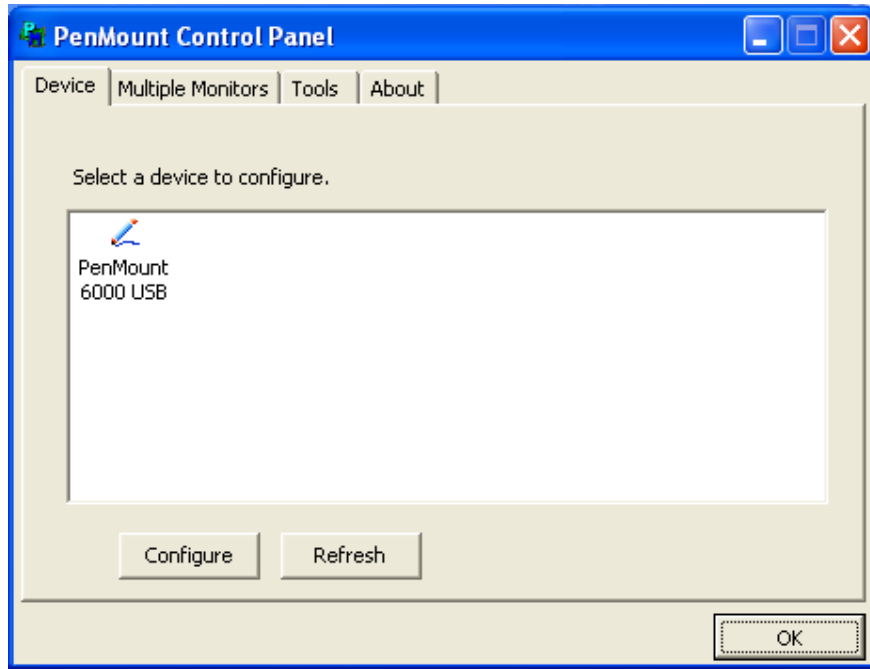 PenMount Control Panel
Device Multiple Monitors Tools About
Select a device to configure.
PenMount
6000 USB
Configure Refresh
OK